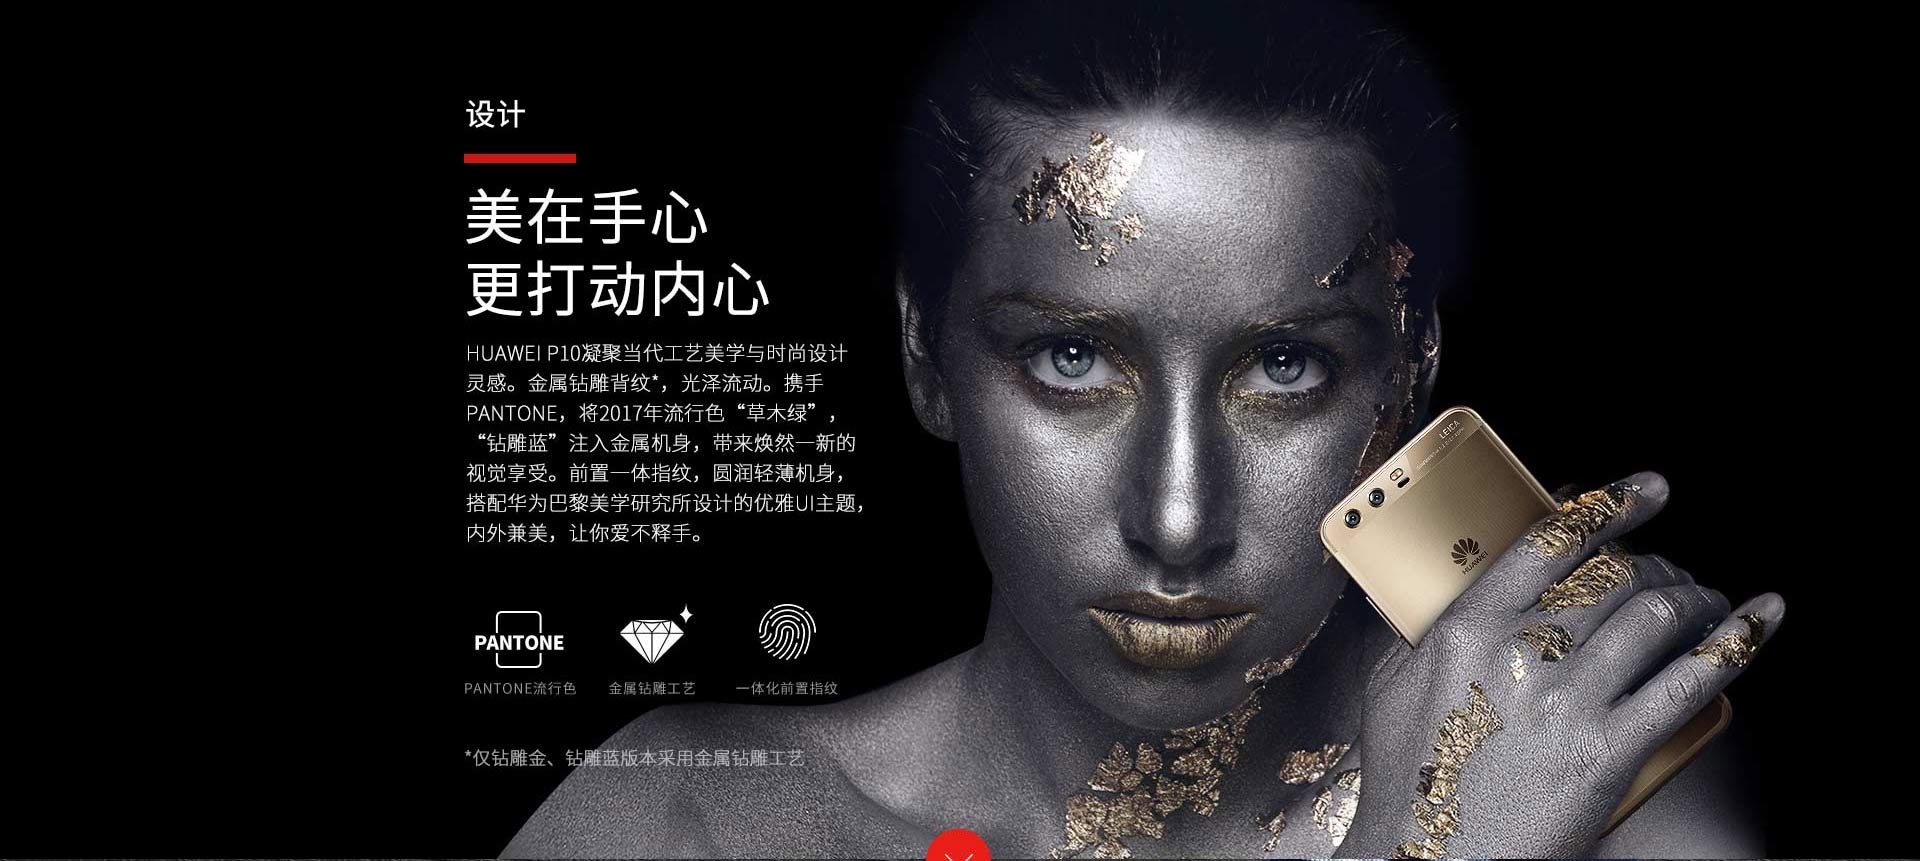 设计
美在手心
更打动内心
HUAWEI P10凝聚当代工艺美学与时尚设计
灵感。金属钻雕背纹*，光泽流动。携手
PANTONE，将2017年流行色“草木绿”，
“钻雕蓝”注入金属机身，带来焕然一新的
视觉享受。前置一体指纹，圆润轻薄机身，
搭配华为巴黎美学研究所设计的优雅UI主题，
内外兼美，让你爱不释手。
PANTONE
PANTONE流行色
金属钻雕工艺
一体化前置指纹
*仅钻雕金、钻雕蓝版本采用金属钻雕工艺
LEICA
HUAWEI